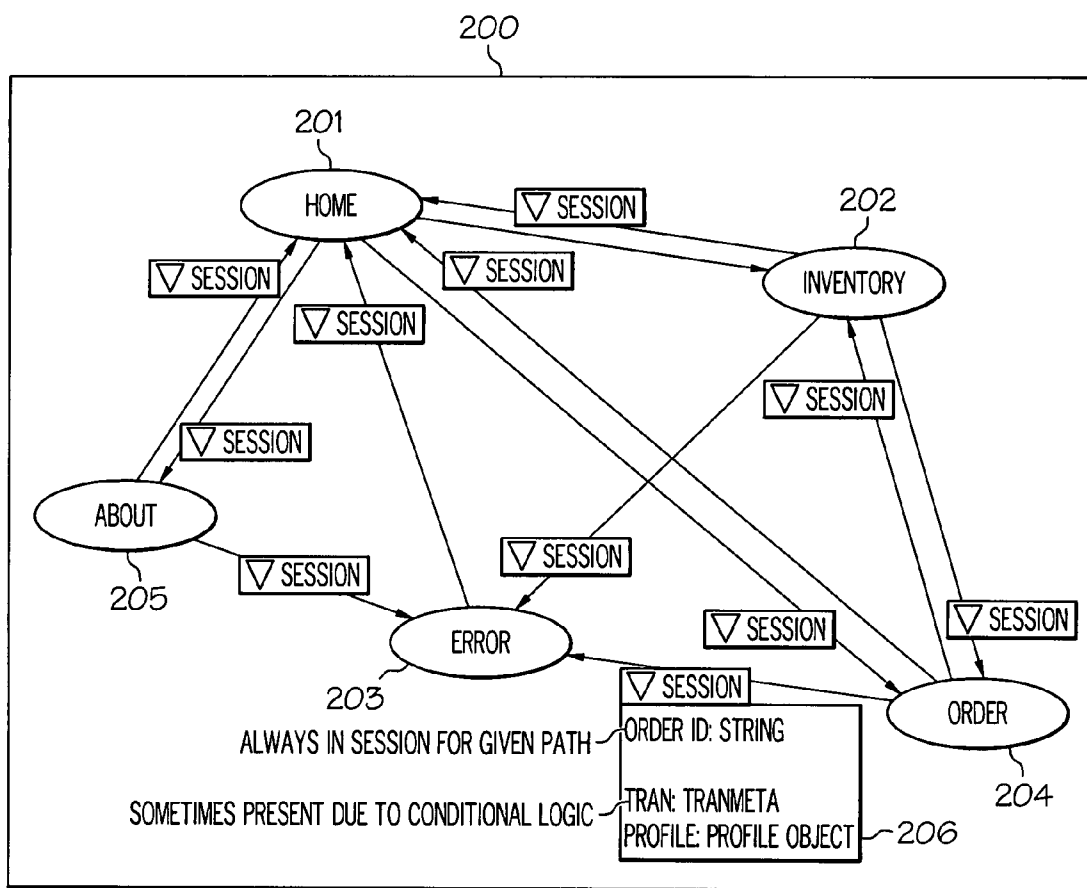 200
201
HOME
SESSION
202
SESSION
SESSION
INVENTORY
SESSION
SESSION
SESSION
ABOUT
SESSION
SESSION
205
SESSION
SESSION
ERROR
203
SESSION
ORDER
204
ALWAYS IN SESSION FOR GIVEN PATH
ORDER ID: STRING
SOMETIMES PRESENT DUE TO CONDITIONAL LOGIC
TRAN: TRANMETA
PROFILE: PROFILE OBJECT
206